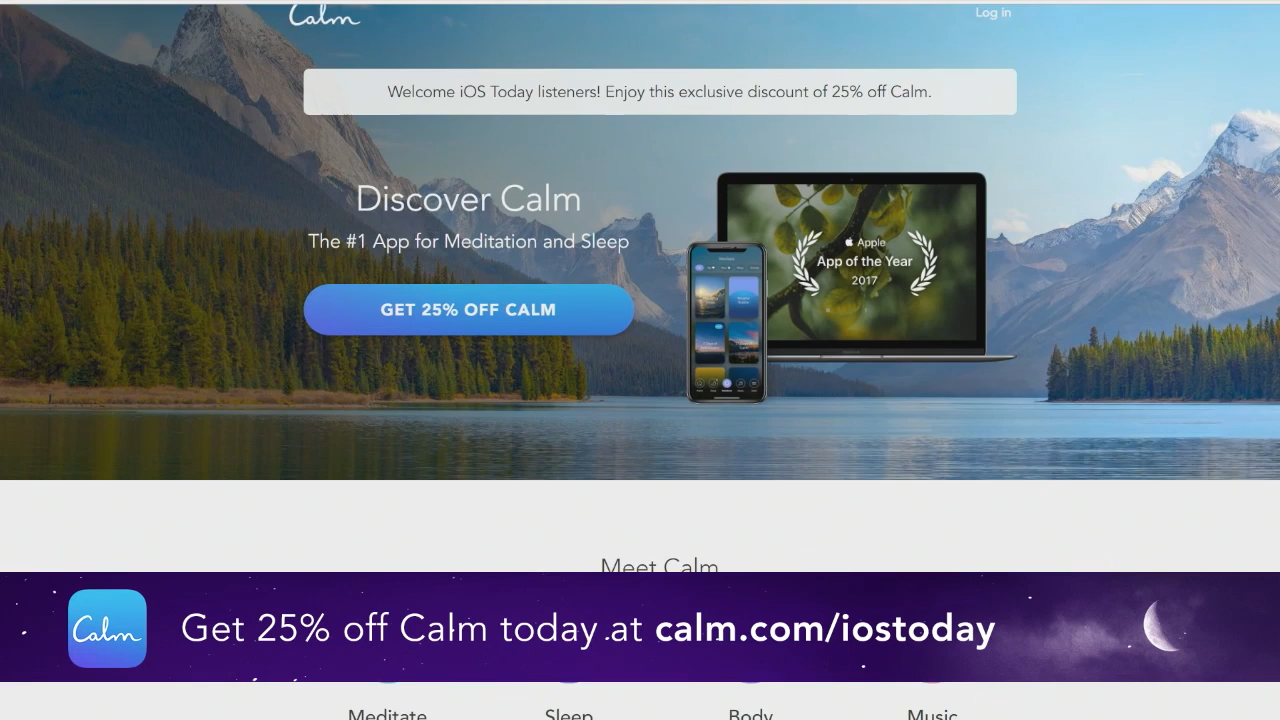 Calm
Log in
Welcome iOS Today listeners! Enjoy this exclusive discount of 25% off Calm.
Discover Calm
The #1 App for Meditation and Sleep
GET 25% OFF CALM
Apple
App of the Year
2017
Meet Calm
Calm
Get 25% off Calm today at calm.com/iostoday
Meditate
Sleep
Body
Music